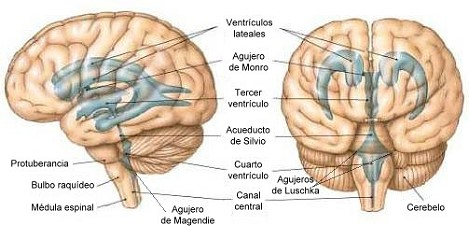 Ventrículos
lateales
Agujero
de Monro
Tercer
ventrículo
Acueducto
de Silvio
Cuarto
ventrículo
Agujeros
de Luschka
Canal
central
Protuberancia
Bulbo raquídeo
Médula espinal
Agujero
de Magendie
Cerebelo